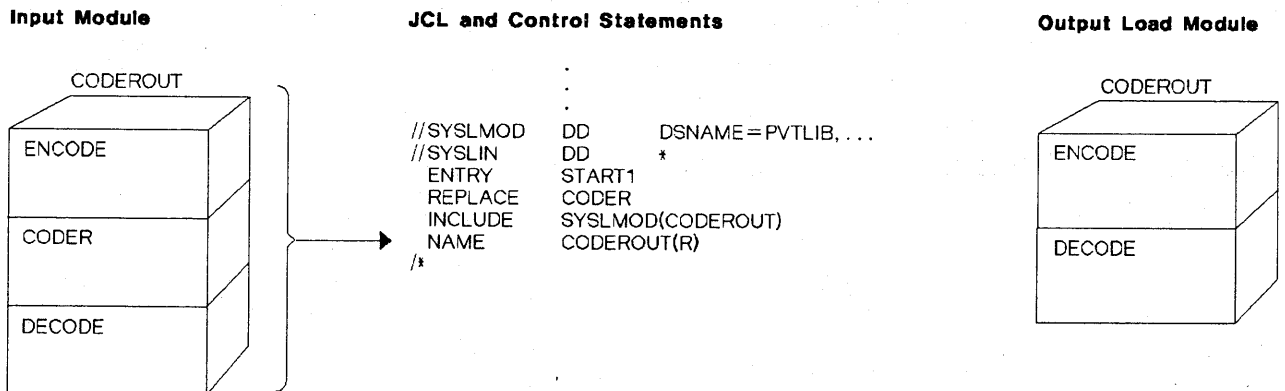 Input Module
JCL and Control Statements
Output Load Module
CODEROUT
ENCODE
CODER
DECODE
.
.
.
//SYSLMOD DD DSNAME=PVTLIB, ...
//SYSLIN DD *
ENTRY START1
REPLACE CODER
INCLUDE SYSLMOD(CODEROUT)
NAME CODEROUT(R)
/*
CODEROUT
ENCODE
DECODE